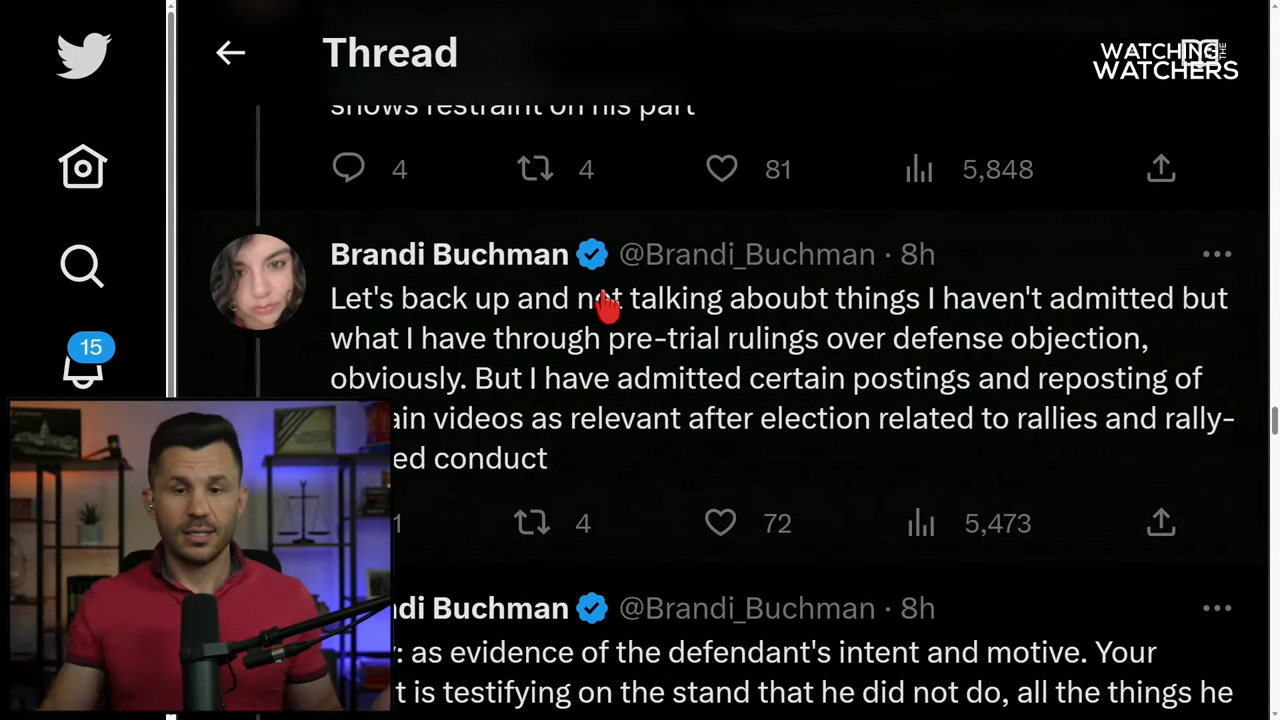 Thread
WATCHING THE
WATCHERS
shows restraint on his part
4 4 81 5,848
Brandi Buchman @Brandi_Buchman · 8h
Let's back up and not talking aboubt things I haven't admitted but
what I have through pre-trial rulings over defense objection,
obviously. But I have admitted certain postings and reposting of
ain videos as relevant after election related to rallies and rally-
ed conduct
15
1 4 72 5,473
di Buchman @Brandi_Buchman · 8h
: as evidence of the defendant's intent and motive. Your
t is testifying on the stand that he did not do, all the things he